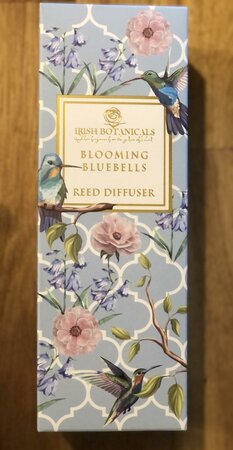 IRISH BOTANICALS
BLOOMING
BLUEBELLS
REED DIFFUSER